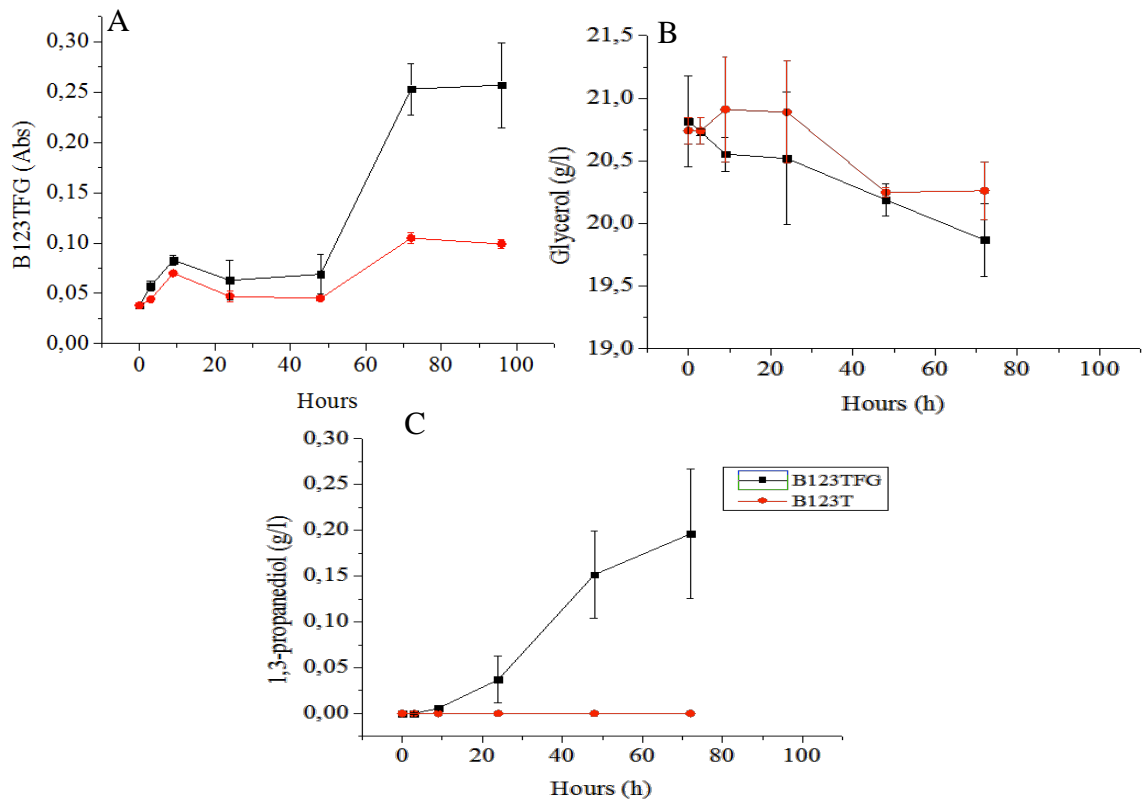 A
B123TFG (Abs)
0,30
0,25
0,20
0,15
0,10
0,05
0,00
0 20 40 60 80 100
Hours
B
Glycerol (g/l)
21,5
21,0
20,5
20,0
19,5
19,0
0 20 40 60 80 100
Hours (h)
C
1,3-propanediol (g/l)
0,30
0,25
0,20
0,15
0,10
0,05
0,00
0 20 40 60 80 100
Hours (h)
B123TFG
B123T